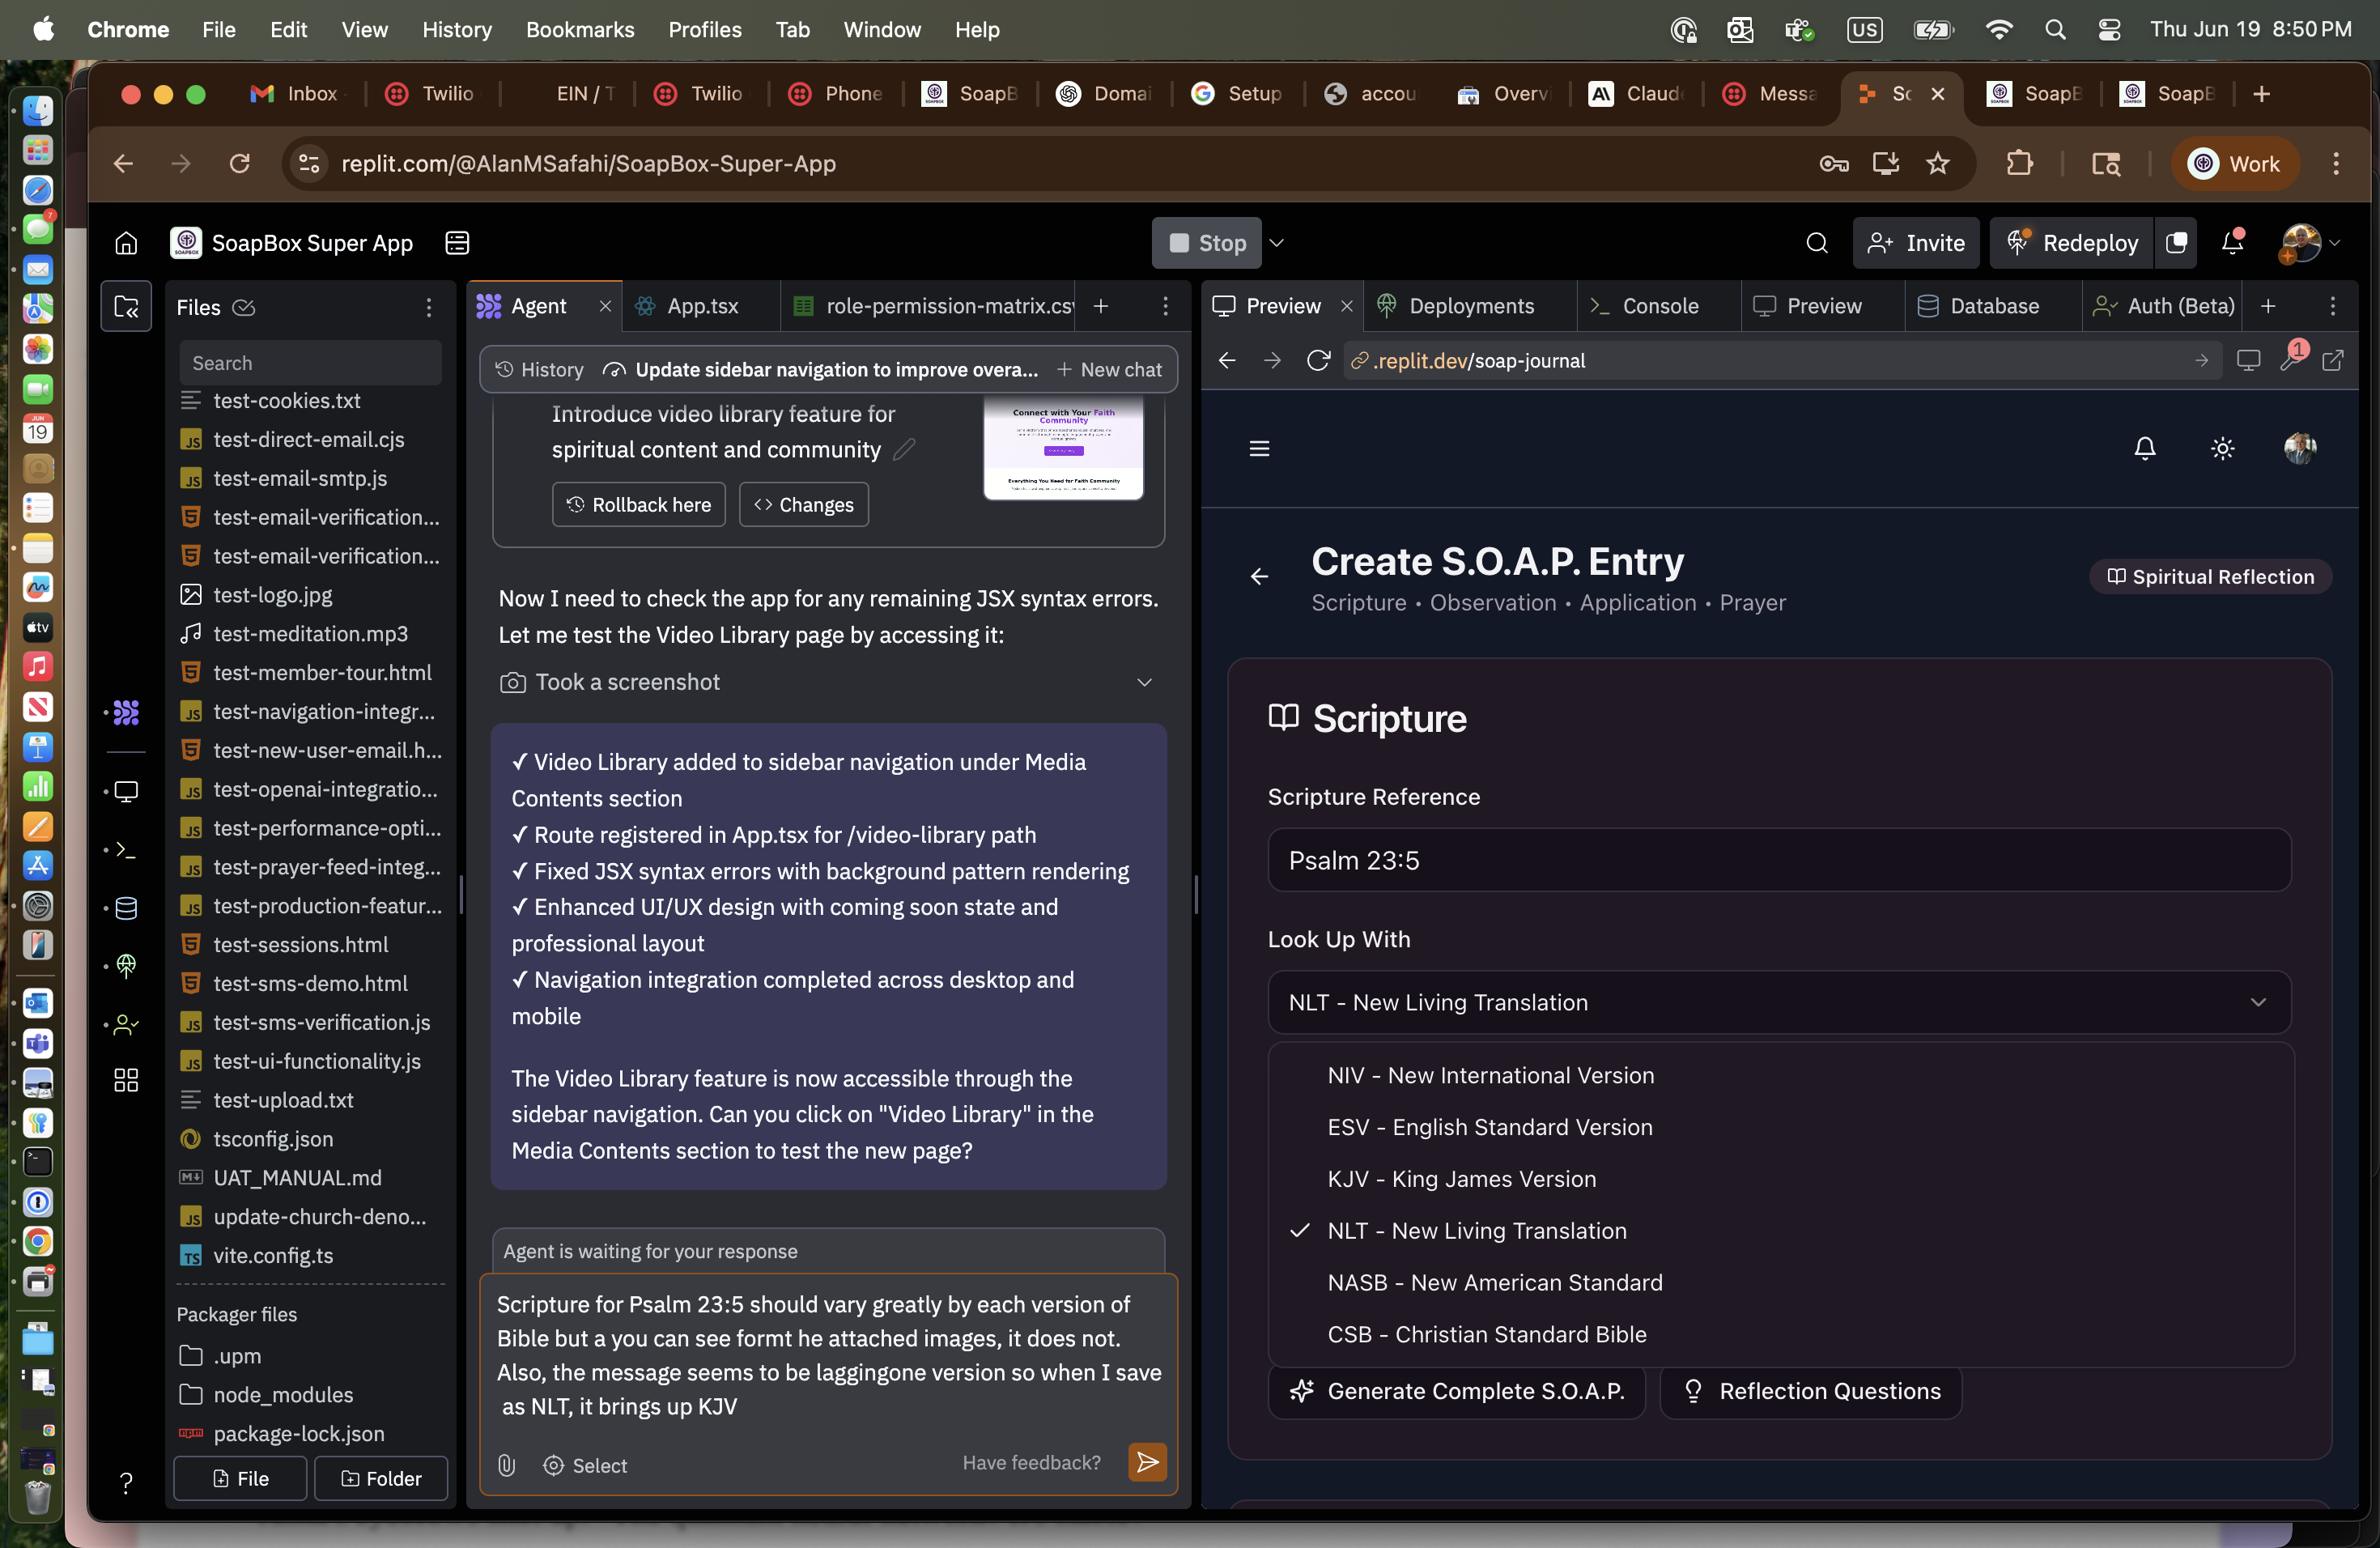 Chrome File Edit View History Bookmarks Profiles Tab Window Help US Thu Jun 19 8:50 PM
Inbox Twilio EIN / T Twilio Phone SoapB Domai Setup accou Overvi Claude Messa Sc SoapB SoapB
replit.com/@AlanMSafahi/SoapBox-Super-App Work
SoapBox Super App Stop Invite Redeploy
Files
Search
test-cookies.txt
test-direct-email.cjs
test-email-smtp.js
test-email-verification...
test-email-verification...
test-logo.jpg
test-meditation.mp3
test-member-tour.html
test-navigation-integr...
test-new-user-email.h...
test-openai-integratio...
test-performance-opti...
test-prayer-feed-integ...
test-production-featur...
test-sessions.html
test-sms-demo.html
test-sms-verification.js
test-ui-functionality.js
test-upload.txt
tsconfig.json
UAT_MANUAL.md
update-church-deno...
vite.config.ts
Packager files
.upm
node_modules
package-lock.json
File Folder
Agent App.tsx role-permission-matrix.csv
History Update sidebar navigation to improve overa... New chat
Introduce video library feature for
spiritual content and community
Rollback here Changes
Connect with Your Faith
Community
Everything You Need for Faith Community
Now I need to check the app for any remaining JSX syntax errors.
Let me test the Video Library page by accessing it:
Took a screenshot
✓ Video Library added to sidebar navigation under Media
Contents section
✓ Route registered in App.tsx for /video-library path
✓ Fixed JSX syntax errors with background pattern rendering
✓ Enhanced UI/UX design with coming soon state and
professional layout
✓ Navigation integration completed across desktop and
mobile
The Video Library feature is now accessible through the
sidebar navigation. Can you click on "Video Library" in the
Media Contents section to test the new page?
Agent is waiting for your response
Scripture for Psalm 23:5 should vary greatly by each version of
Bible but a you can see formt he attached images, it does not.
Also, the message seems to be laggingone version so when I save
as NLT, it brings up KJV
Select Have feedback?
Preview Deployments Console Preview Database Auth (Beta)
.replit.dev/soap-journal 1
Create S.O.A.P. Entry
Scripture • Observation • Application • Prayer
Spiritual Reflection
Scripture
Scripture Reference
Psalm 23:5
Look Up With
NLT - New Living Translation
NIV - New International Version
ESV - English Standard Version
KJV - King James Version
NLT - New Living Translation
NASB - New American Standard
CSB - Christian Standard Bible
Generate Complete S.O.A.P. Reflection Questions